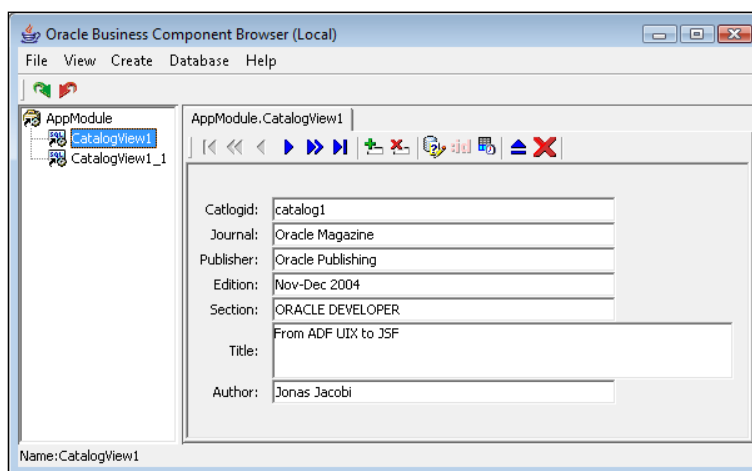 Oracle Business Component Browser (Local)
File View Create Database Help
AppModule
CatalogView1
CatalogView1_1
AppModule.CatalogView1
Catlogid: catalog1
Journal: Oracle Magazine
Publisher: Oracle Publishing
Edition: Nov-Dec 2004
Section: ORACLE DEVELOPER
Title: From ADF UIX to JSF
Author: Jonas Jacobi
Name:CatalogView1